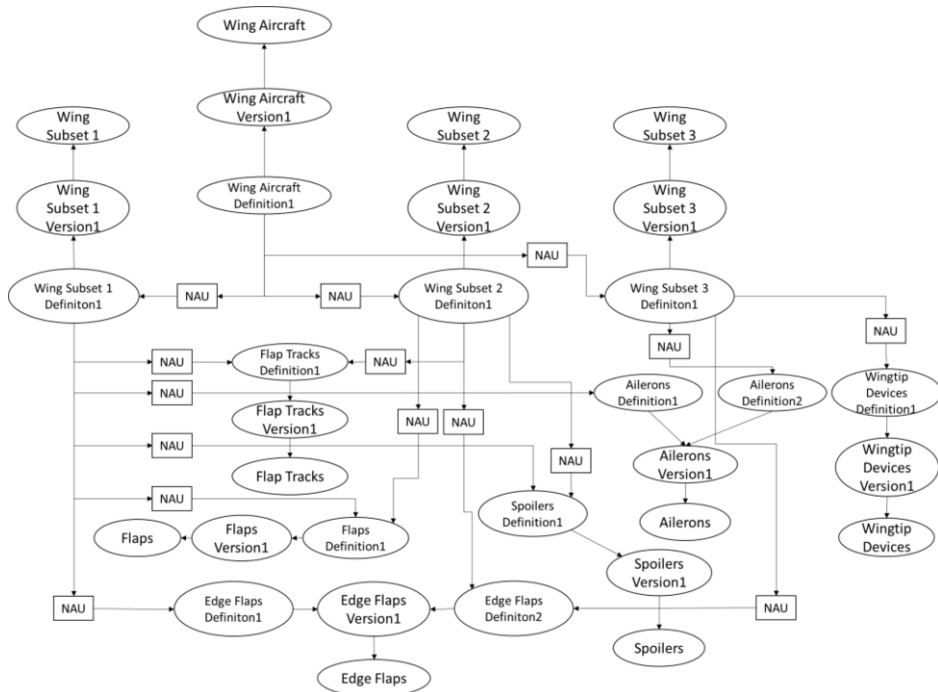 Wing Aircraft
Wing Aircraft
Version1
Wing
Subset 1
Wing
Subset 2
Wing
Subset 3
Wing Aircraft
Definition1
Wing
Subset 1
Version1
Wing
Subset 2
Version1
Wing
Subset 3
Version1
NAU
Wing Subset 1
Definiton1
NAU
NAU
Wing Subset 2
Definiton1
Wing Subset 3
Definiton1
NAU
NAU
NAU
Flap Tracks
Definition1
NAU
NAU
Ailerons
Definition1
Ailerons
Definition2
Wingtip
Devices
Definition1
Flap Tracks
Version1
NAU
NAU
NAU
Flap Tracks
NAU
Ailerons
Version1
Wingtip
Devices
Version1
NAU
Spoilers
Definition1
Ailerons
Flaps
Flaps
Version1
Flaps
Definition1
Wingtip
Devices
Spoilers
Version1
NAU
Edge Flaps
Definiton1
Edge Flaps
Version1
Edge Flaps
Definiton2
NAU
Spoilers
Edge Flaps